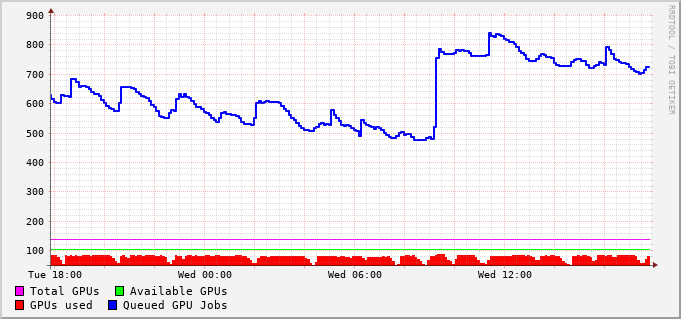 900
800
700
600
500
400
300
200
100
Tue 18:00 Wed 00:00 Wed 06:00 Wed 12:00
Total GPUs Available GPUs
GPUs used Queued GPU Jobs
RRDTOOL / TOBI OETIKER